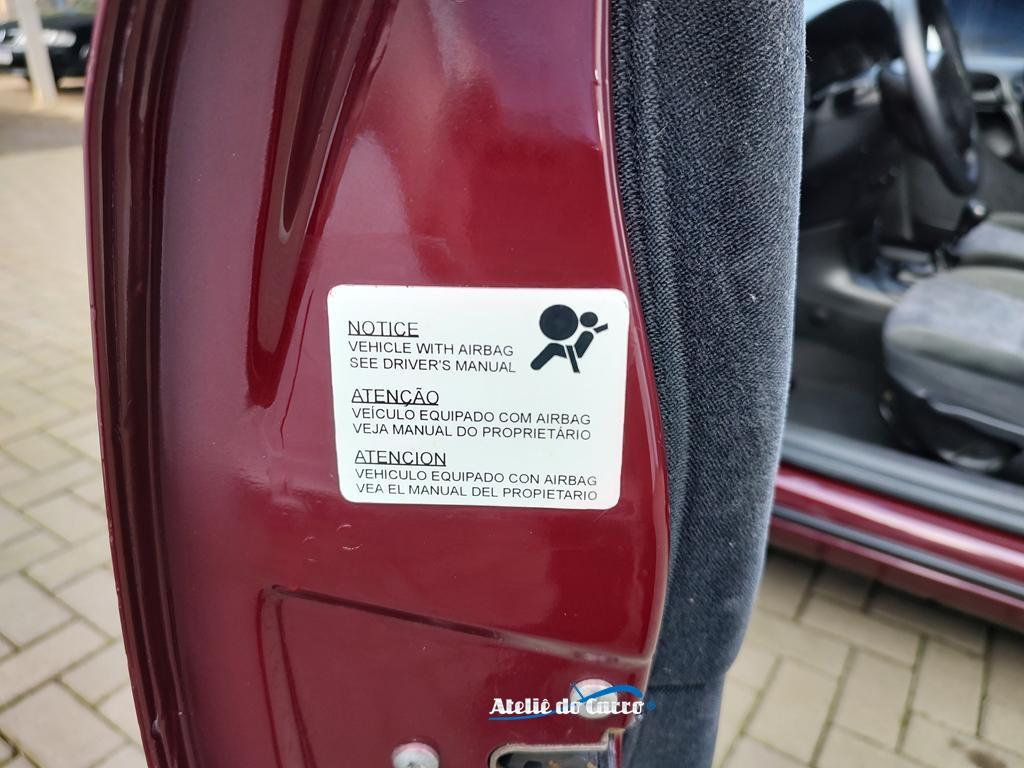 NOTICE
VEHICLE WITH AIRBAG
SEE DRIVER'S MANUAL
ATENÇÃO
VEÍCULO EQUIPADO COM AIRBAG
VEJA MANUAL DO PROPRIETÁRIO
ATENCION
VEHICULO EQUIPADO CON AIRBAG
VEA EL MANUAL DEL PROPIETARIO
Ateliê do Carro